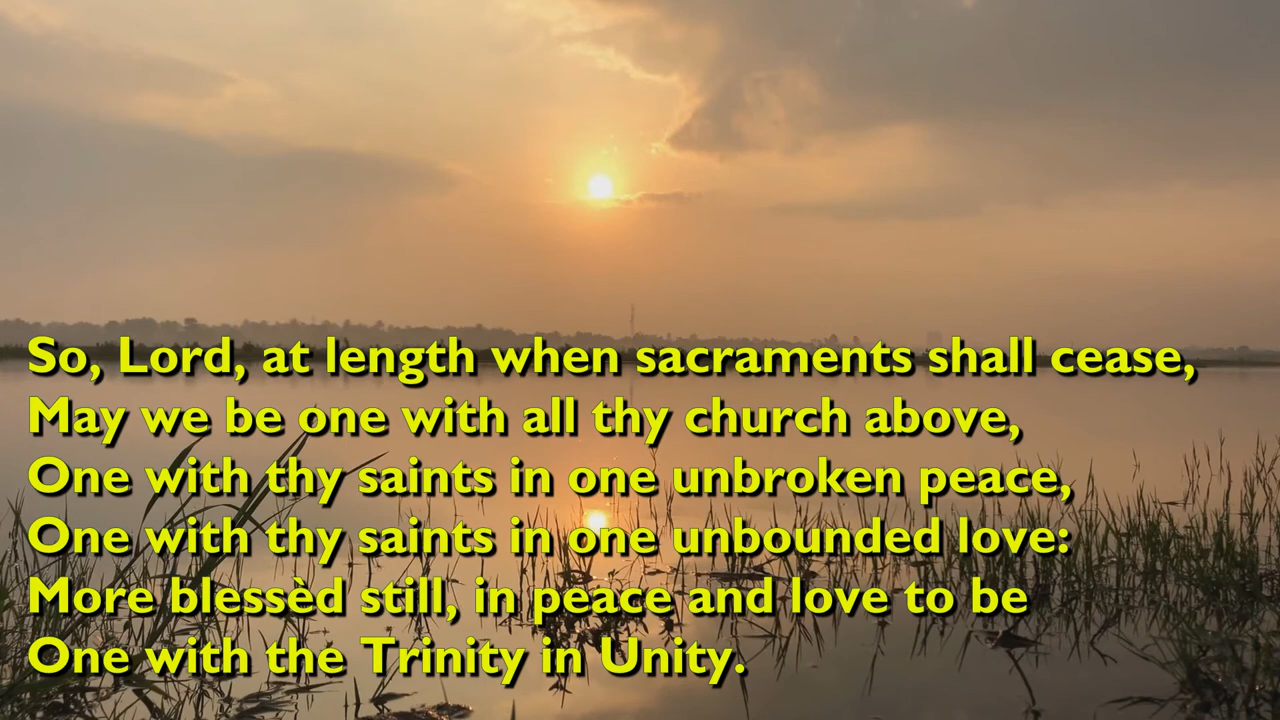 So, Lord, at length when sacraments shall cease,
May we be one with all thy church above,
One with thy saints in one unbroken peace,
One with thy saints in one unbounded love:
More blessèd still, in peace and love to be
One with the Trinity in Unity.